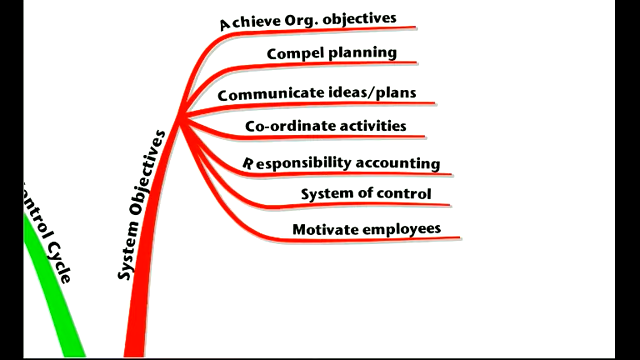 Achieve Org. objectives
Compel planning
Communicate ideas/plans
Co-ordinate activities
Responsibility accounting
System of control
Motivate employees
System Objectives
ontrol Cycle